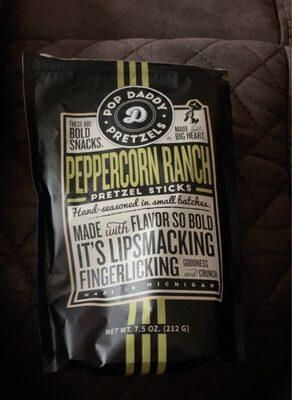 POP DADDY
D
PRETZELS
THESE ARE
BOLD
SNACKS.
MADE with
BIG HEART.
PEPPERCORN RANCH
PRETZEL STICKS
Hand-seasoned in small batches.
MADE with FLAVOR SO BOLD
IT'S LIPSMACKING
FINGERLICKING GOODNESS
and CRUNCH
MADE IN MICHIGAN
NET WT. 7.5 OZ. (212 G)